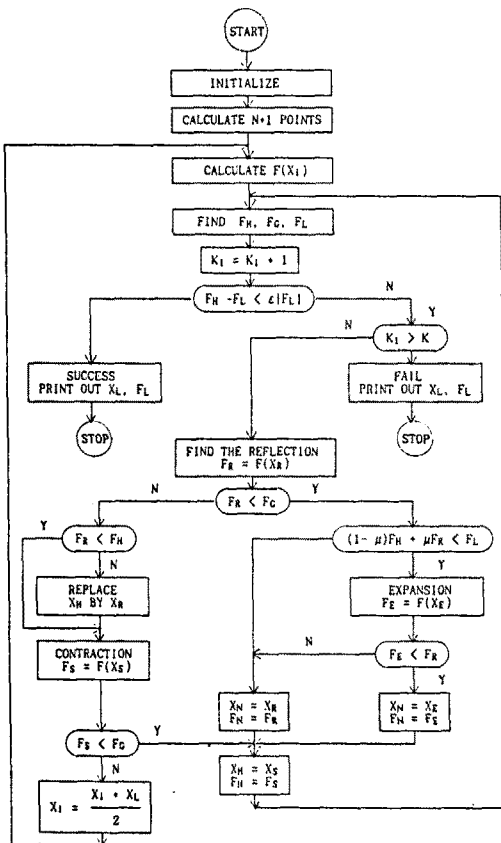 START
INITIALIZE
CALCULATE N+1 POINTS
CALCULATE F(Xi)
FIND FH, FG, FL
K1 = K1 + 1
FH -FL < ε|FL|
N
Y
N
K1 > K
SUCCESS
PRINT OUT XL, FL
FAIL
PRINT OUT XL, FL
STOP
STOP
FIND THE REFLECTION
FR = F(XR)
N
FR < FG
Y
Y
FR < FH
(1- μ)FH + μFR < FL
N
Y
REPLACE
XH BY XR
EXPANSION
FE = F(XE)
CONTRACTION
FS = F(XS)
N
FE < FR
Y
XN = XR
FN = FR
XN = XE
FN = FE
FS < FG
Y
N
XH = XS
FH = FS
XI = Xi + XL
2